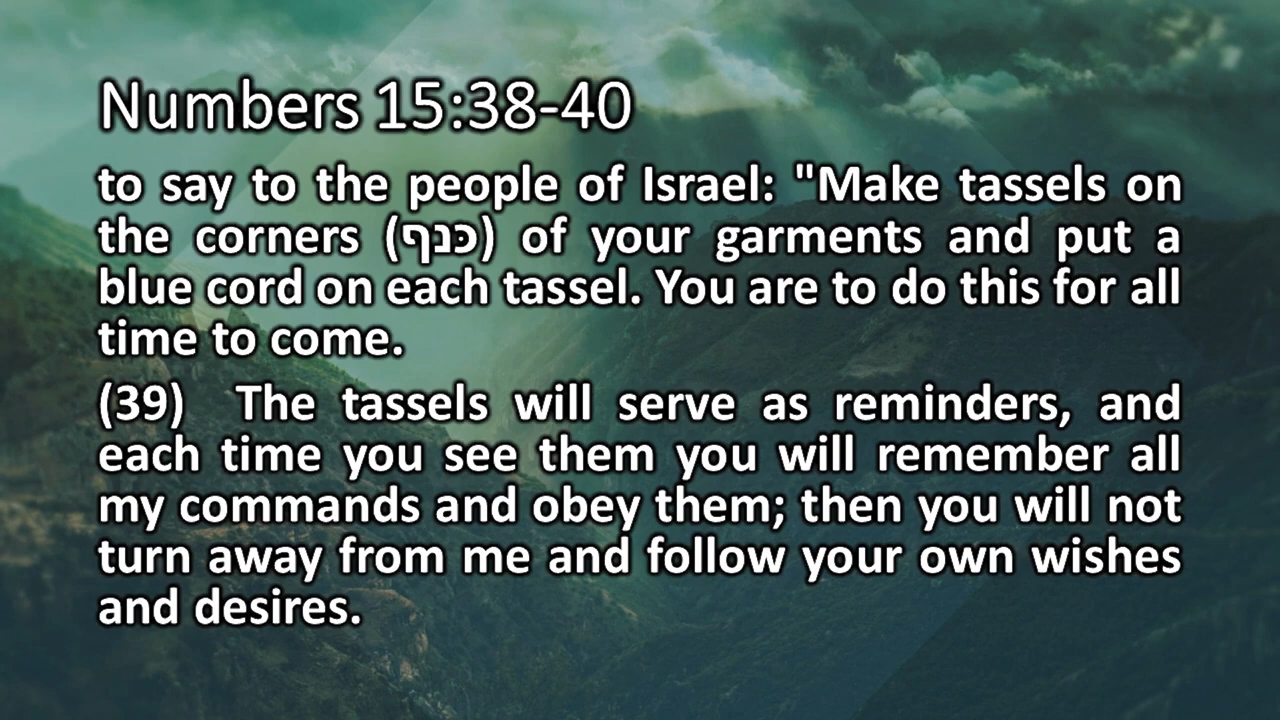 Numbers 15:38-40
to say to the people of Israel: "Make tassels on
the corners (כּנף) of your garments and put a
blue cord on each tassel. You are to do this for all
time to come.
(39) The tassels will serve as reminders, and
each time you see them you will remember all
my commands and obey them; then you will not
turn away from me and follow your own wishes
and desires.